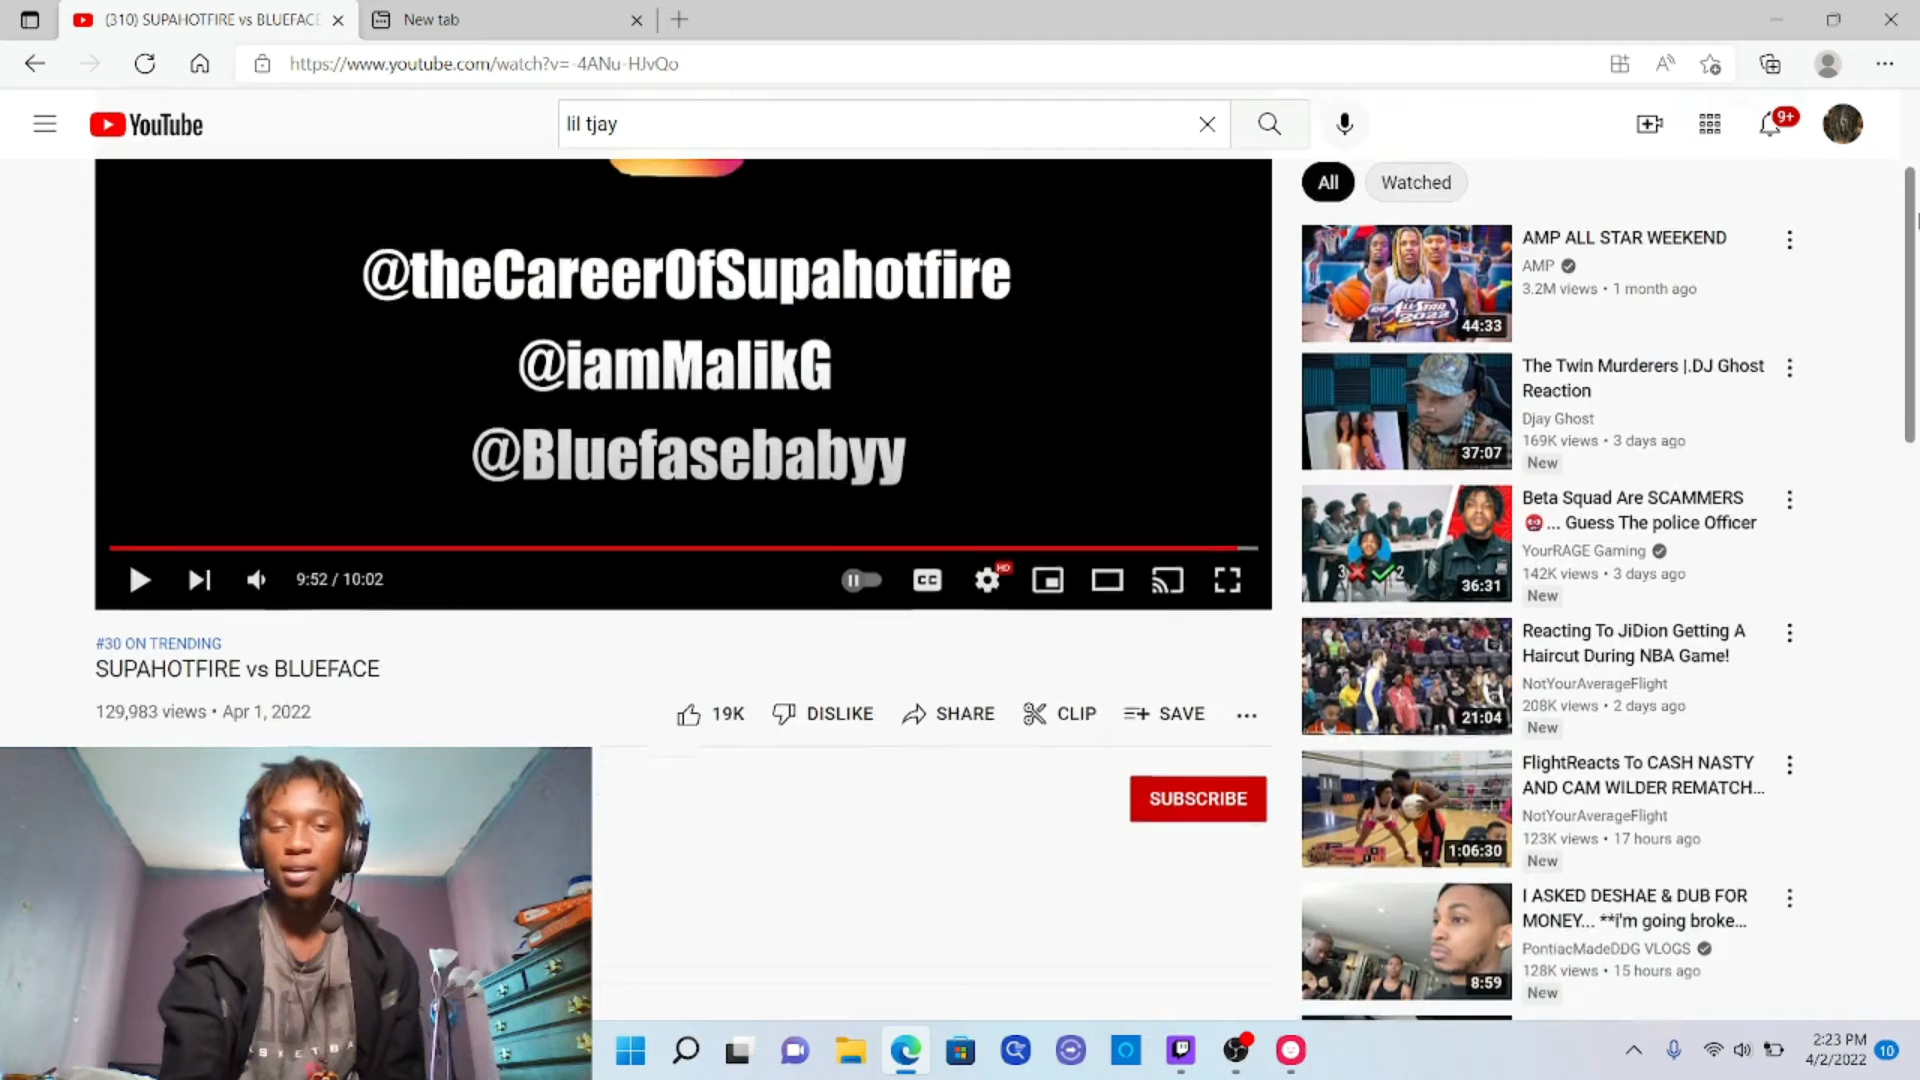 (310) SUPAHOTFIRE vs BLUEFACE
New tab
https://www.youtube.com/watch?v=-4ANu-HJvQo
YouTube
lil tjay
9+
@theCareerOfSupahotfire
@iamMalikG
@Bluefasebabyy
9:52 / 10:02
CC
HD
#30 ON TRENDING
SUPAHOTFIRE vs BLUEFACE
129,983 views • Apr 1, 2022
19K
DISLIKE
SHARE
CLIP
SAVE
SUBSCRIBE
All
Watched
ALL-STAR
2022
44:33
AMP ALL STAR WEEKEND
AMP
3.2M views • 1 month ago
37:07
The Twin Murderers |.DJ Ghost
Reaction
Djay Ghost
169K views • 3 days ago
New
3
2
36:31
Beta Squad Are SCAMMERS
... Guess The police Officer
YourRAGE Gaming
142K views • 3 days ago
New
21:04
Reacting To JiDion Getting A
Haircut During NBA Game!
NotYourAverageFlight
208K views • 2 days ago
New
1:06:30
FlightReacts To CASH NASTY
AND CAM WILDER REMATCH...
NotYourAverageFlight
123K views • 17 hours ago
New
8:59
I ASKED DESHAE & DUB FOR
MONEY... **i'm going broke...
PontiacMadeDDG VLOGS
128K views • 15 hours ago
New
2:23 PM
4/2/2022
10